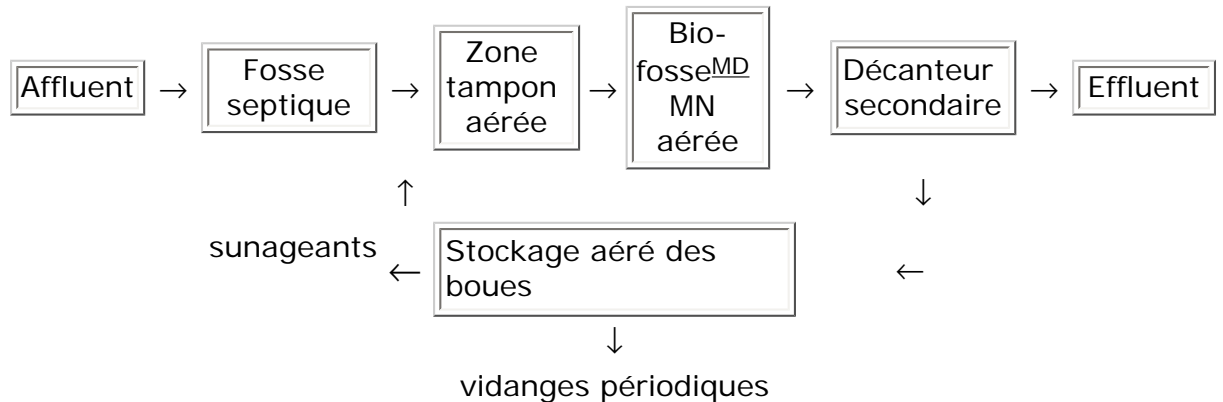 Affluent → Fosse septique → Zone tampon aérée → Bio-fosseMD MN aérée → Décanteur secondaire → Effluent
↑ ↓
sunageants ← Stockage aéré des boues ←
↓
vidanges périodiques